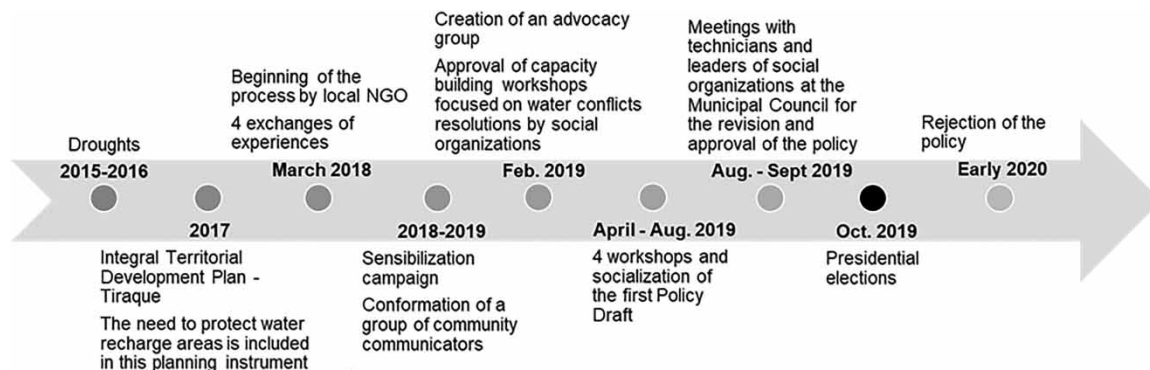 Droughts
2015-2016
2017
Integral Territorial
Development Plan -
Tiraque
The need to protect water
recharge areas is included
in this planning instrument
Beginning of the
process by local NGO
4 exchanges of
experiences
March 2018
2018-2019
Sensibilization
campaign
Conformation of a
group of community
communicators
Creation of an advocacy
group
Approval of capacity
building workshops
focused on water conflicts
resolutions by social
organizations
Feb. 2019
April - Aug. 2019
4 workshops and
socialization of
the first Policy
Draft
Meetings with
technicians and
leaders of social
organizations at the
Municipal Council for
the revision and
approval of the policy
Aug. - Sept 2019
Oct. 2019
Presidential
elections
Rejection of the
policy
Early 2020